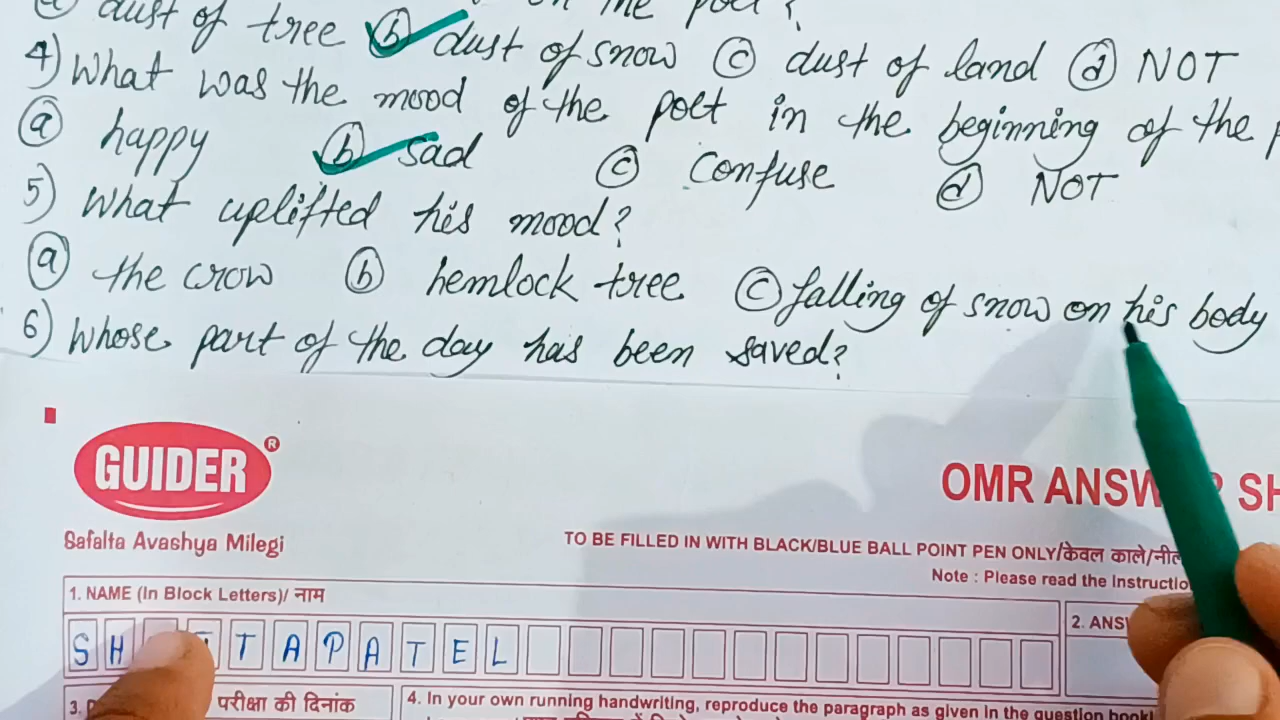 dust of tree ⓑ dust of snow ⓒ dust of land ⓓ NOT
4) What was the mood of the poet in the beginning of the
ⓐ happy ⓑ sad ⓒ confuse ⓓ NOT
5) What uplifted his mood?
ⓐ the crow ⓑ hemlock tree ⓒ falling of snow on his body
6) Whose part of the day has been saved?
GUIDER®
Safalta Avashya Milegi
OMR ANSW
TO BE FILLED IN WITH BLACK/BLUE BALL POINT PEN ONLY/केवल काले/नीले
Note : Please read the Instructio
1. NAME (In Block Letters)/ नाम
2. ANS
SH TAPATEL
3. परीक्षा की दिनांक
4. In your own running handwriting, reproduce the paragraph as given in the question bookl